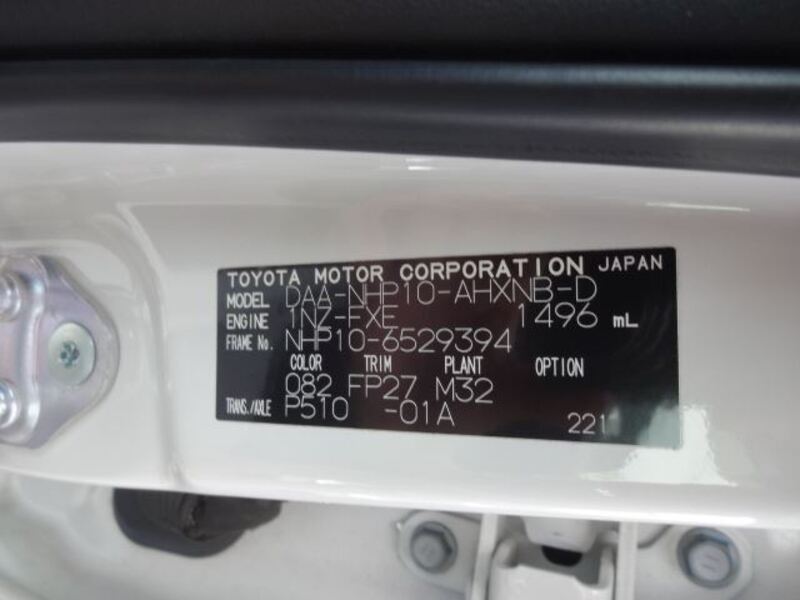 TOYOTA MOTOR CORPORATION JAPAN
MODEL DAA-NHP10-AHXNB-D
ENGINE 1NZ-FXE 1496 mL
FRAME No. NHP10-6529394
COLOR TRIM PLANT OPTION
082 FP27 M32
TRANS./AXLE P510 -01A
221